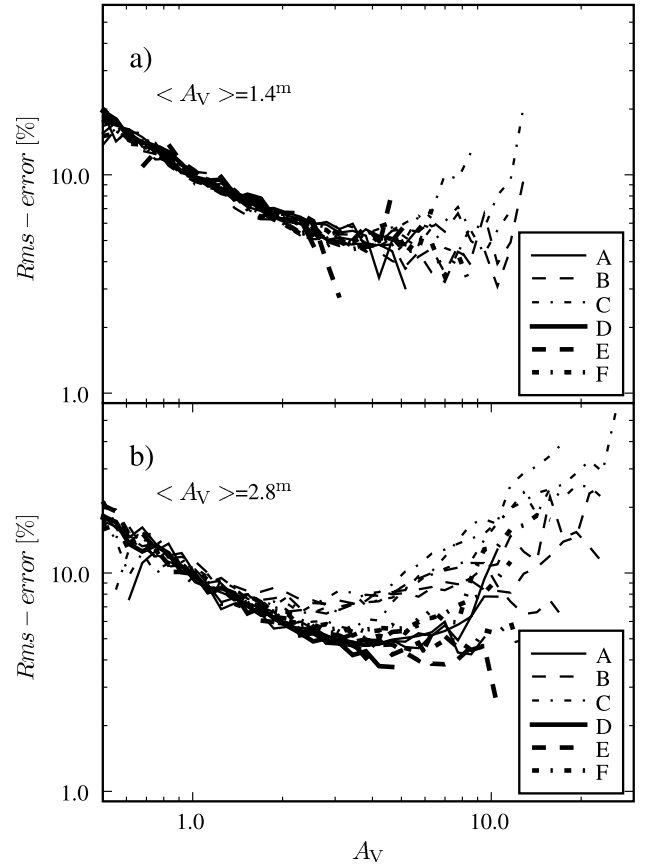 a)
< A_V >=1.4^m
Rms − error [%]
10.0
1.0
A
B
C
D
E
F
b)
< A_V >=2.8^m
Rms − error [%]
10.0
1.0
A
B
C
D
E
F
1.0 10.0
A_V